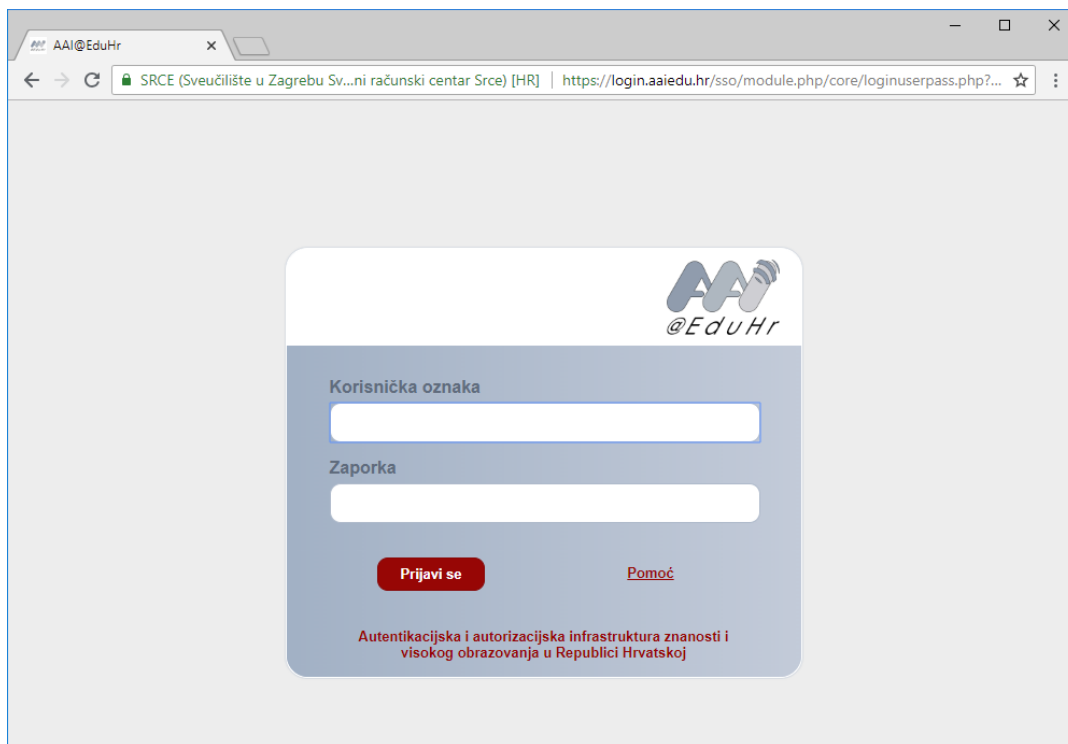 AAI@EduHr
SRCE (Sveučilište u Zagrebu Sv...ni računski centar Srce) [HR] https://login.aaiedu.hr/sso/module.php/core/loginuserpass.php?...
AAI
@EduHr
Korisnička oznaka
Zaporka
Prijavi se
Pomoć
Autentikacijska i autorizacijska infrastruktura znanosti i
visokog obrazovanja u Republici Hrvatskoj